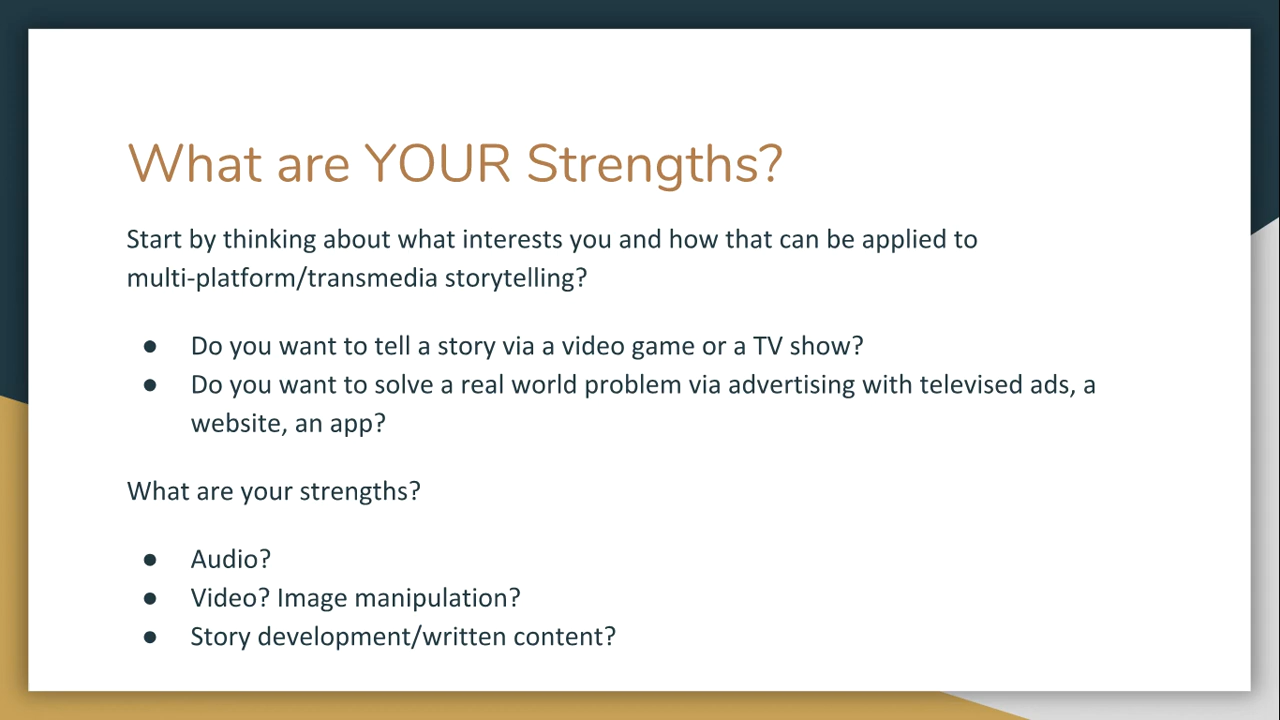 What are YOUR Strengths?
Start by thinking about what interests you and how that can be applied to
multi-platform/transmedia storytelling?
● Do you want to tell a story via a video game or a TV show?
● Do you want to solve a real world problem via advertising with televised ads, a
website, an app?
What are your strengths?
● Audio?
● Video? Image manipulation?
● Story development/written content?